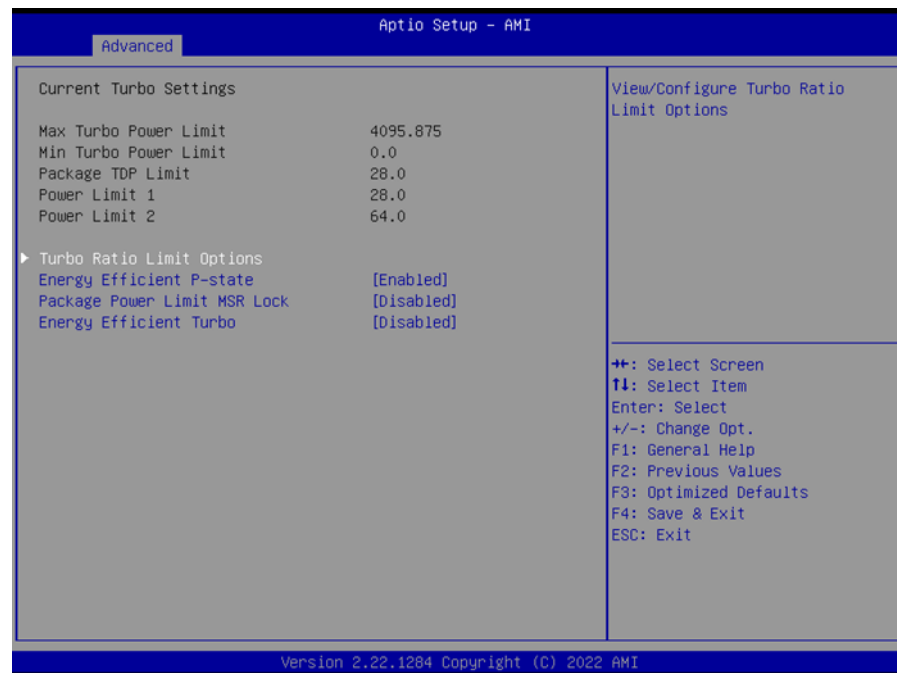 Aptio Setup – AMI
Advanced
Current Turbo Settings
Max Turbo Power Limit 4095.875
Min Turbo Power Limit 0.0
Package TDP Limit 28.0
Power Limit 1 28.0
Power Limit 2 64.0
Turbo Ratio Limit Options
Energy Efficient P-state [Enabled]
Package Power Limit MSR Lock [Disabled]
Energy Efficient Turbo [Disabled]
View/Configure Turbo Ratio
Limit Options
→←: Select Screen
↑↓: Select Item
Enter: Select
+/-: Change Opt.
F1: General Help
F2: Previous Values
F3: Optimized Defaults
F4: Save & Exit
ESC: Exit
Version 2.22.1284 Copyright (C) 2022 AMI